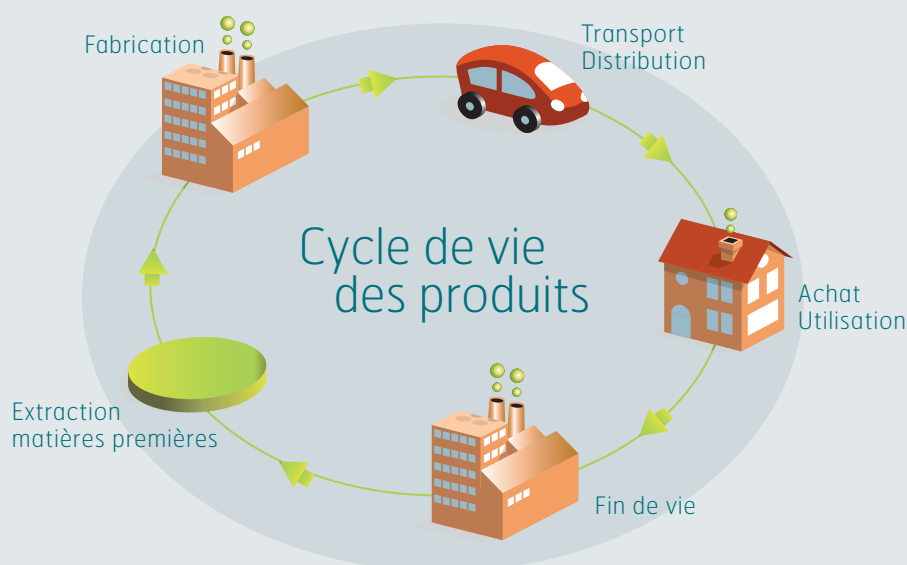 Fabrication
Transport
Distribution
Cycle de vie
des produits
Achat
Utilisation
Extraction
matières premières
Fin de vie